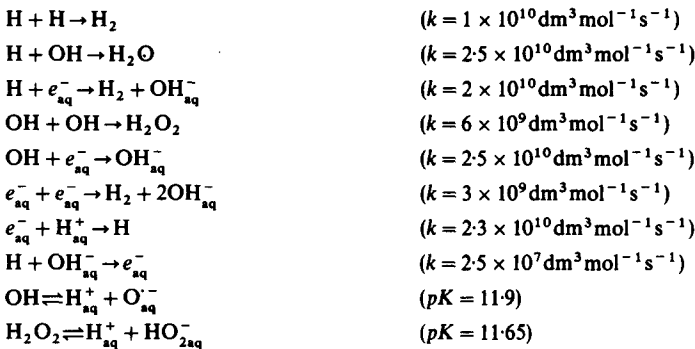 H + H → H₂ (k = 1 × 10¹⁰ dm³ mol⁻¹ s⁻¹)
H + OH → H₂O (k = 2·5 × 10¹⁰ dm³ mol⁻¹ s⁻¹)
H + e⁻aq → H₂ + OH⁻aq (k = 2 × 10¹⁰ dm³ mol⁻¹ s⁻¹)
OH + OH → H₂O₂ (k = 6 × 10⁹ dm³ mol⁻¹ s⁻¹)
OH + e⁻aq → OH⁻aq (k = 2·5 × 10¹⁰ dm³ mol⁻¹ s⁻¹)
e⁻aq + e⁻aq → H₂ + 2OH⁻aq (k = 3 × 10⁹ dm³ mol⁻¹ s⁻¹)
e⁻aq + H⁺aq → H (k = 2·3 × 10¹⁰ dm³ mol⁻¹ s⁻¹)
H + OH⁻aq → e⁻aq (k = 2·5 × 10⁷ dm³ mol⁻¹ s⁻¹)
OH ⇌ H⁺aq + O·⁻aq (pK = 11·9)
H₂O₂ ⇌ H⁺aq + HO₂⁻aq (pK = 11·65)